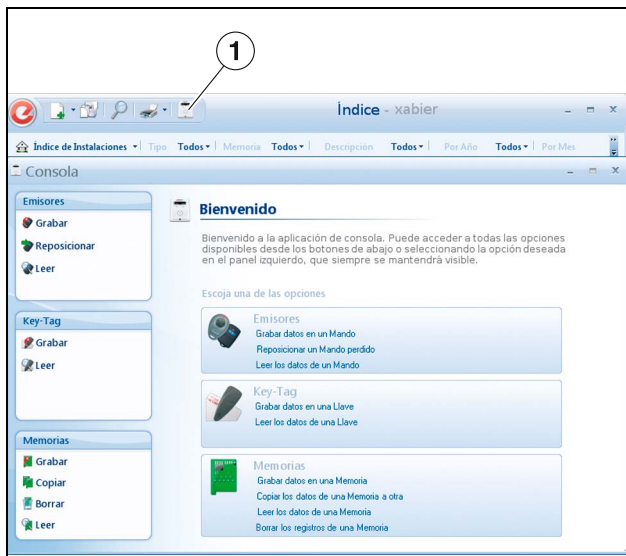 1
Índice - xabier
Índice de Instalaciones Tipo Todos Memoria Todos Descripción Todos Por Año Todos Por Mes
Consola
Emisores
Grabar
Reposicionar
Leer
Key-Tag
Grabar
Leer
Memorias
Grabar
Copiar
Borrar
Leer
Bienvenido
Bienvenido a la aplicación de consola. Puede acceder a todas las opciones
disponibles desde los botones de abajo o seleccionando la opción deseada
en el panel izquierdo, que siempre se mantendrá visible.
Escoja una de las opciones
Emisores
Grabar datos en un Mando
Reposicionar un Mando perdido
Leer los datos de un Mando
Key-Tag
Grabar datos en una Llave
Leer los datos de una Llave
Memorias
Grabar datos en una Memoria
Copiar los datos de una Memoria a otra
Leer los datos de una Memoria
Borrar los registros de una Memoria